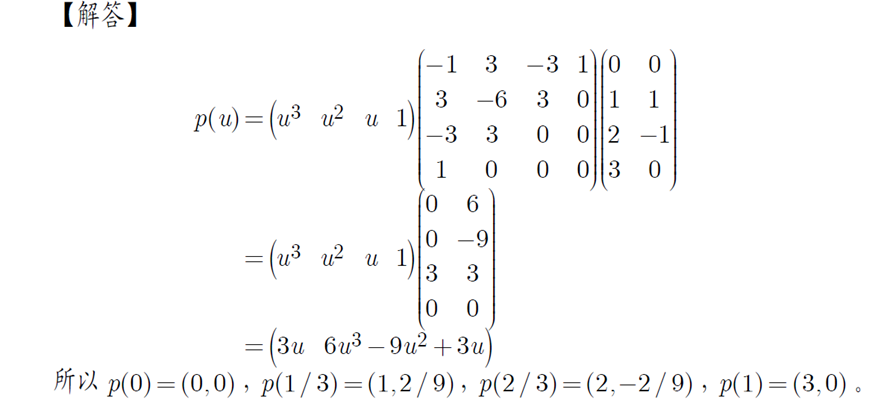 【解答】
p(u)=(u³ u² u 1)(−1 3 −3 1; 3 −6 3 0; −3 3 0 0; 1 0 0 0)(0 0; 1 1; 2 −1; 3 0)
=(u³ u² u 1)(0 6; 0 −9; 3 3; 0 0)
=(3u 6u³−9u²+3u)
所以 p(0)=(0,0)，p(1/3)=(1,2/9)，p(2/3)=(2,−2/9)，p(1)=(3,0)。